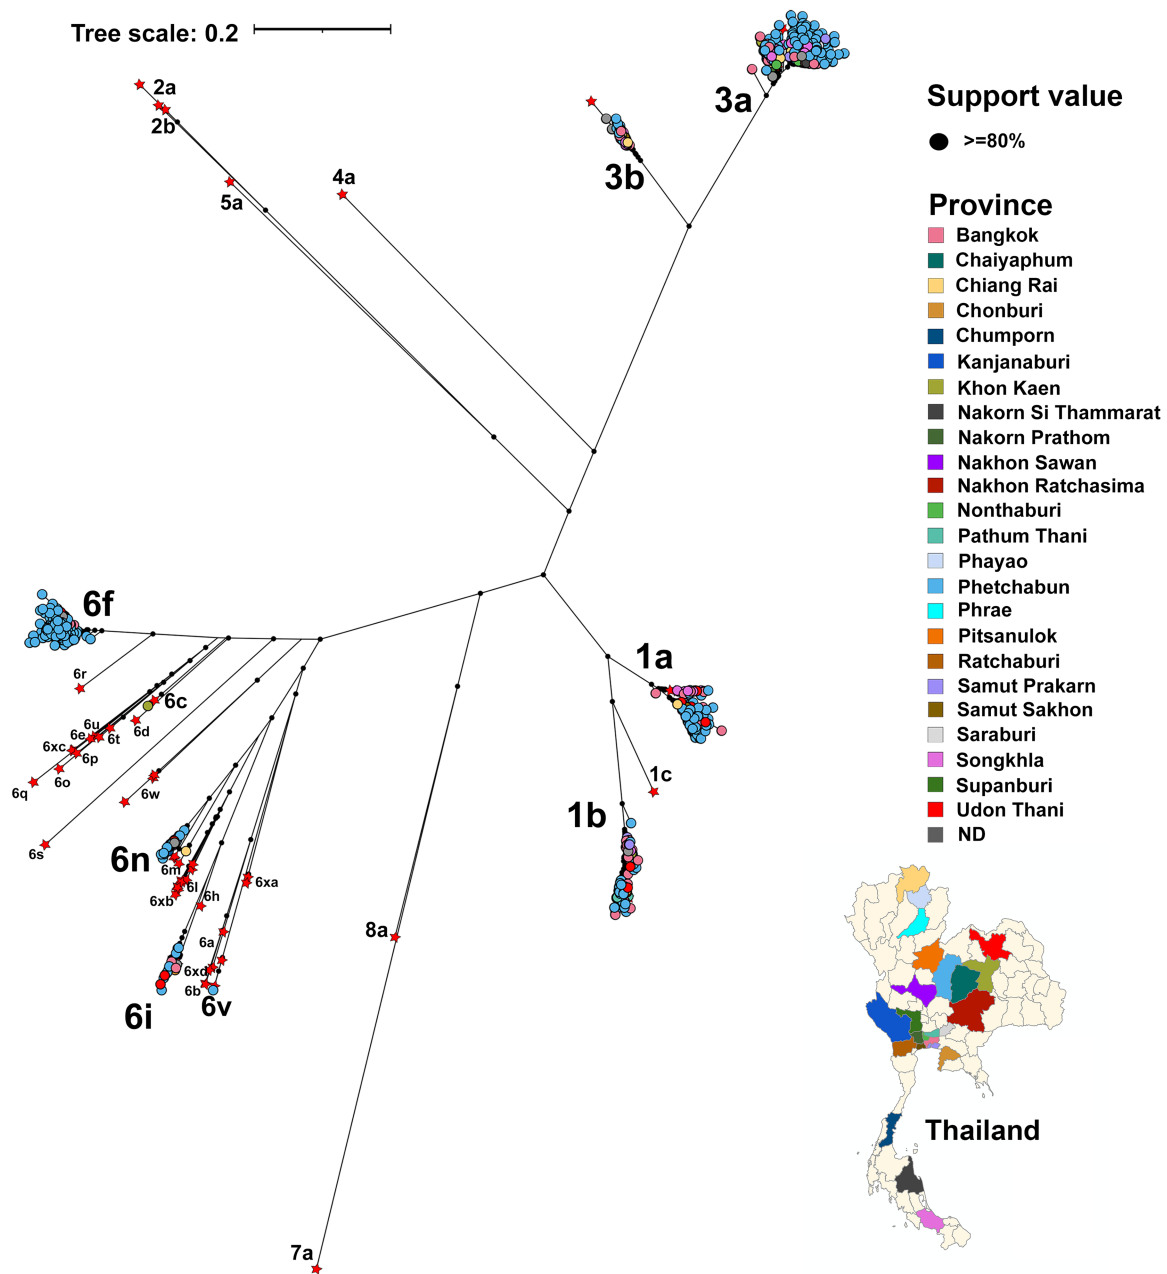 Tree scale: 0.2
2a
2b
5a
4a
3b
3a
Support value
>=80%
Province
Bangkok
Chaiyaphum
Chiang Rai
Chonburi
Chumporn
Kanjanaburi
Khon Kaen
Nakorn Si Thammarat
Nakorn Prathom
Nakhon Sawan
Nakhon Ratchasima
Nonthaburi
Pathum Thani
Phayao
Phetchabun
Phrae
Pitsanulok
Ratchaburi
Samut Prakarn
Samut Sakhon
Saraburi
Songkhla
Supanburi
Udon Thani
ND
6f
6r
6c
6u
6d
6e
6t
6xc
6p
6o
6q
6w
6s
6n
6m
6l
6xb
6h
6xa
6a
6xd
6b
6v
6i
1a
1c
1b
8a
7a
Thailand